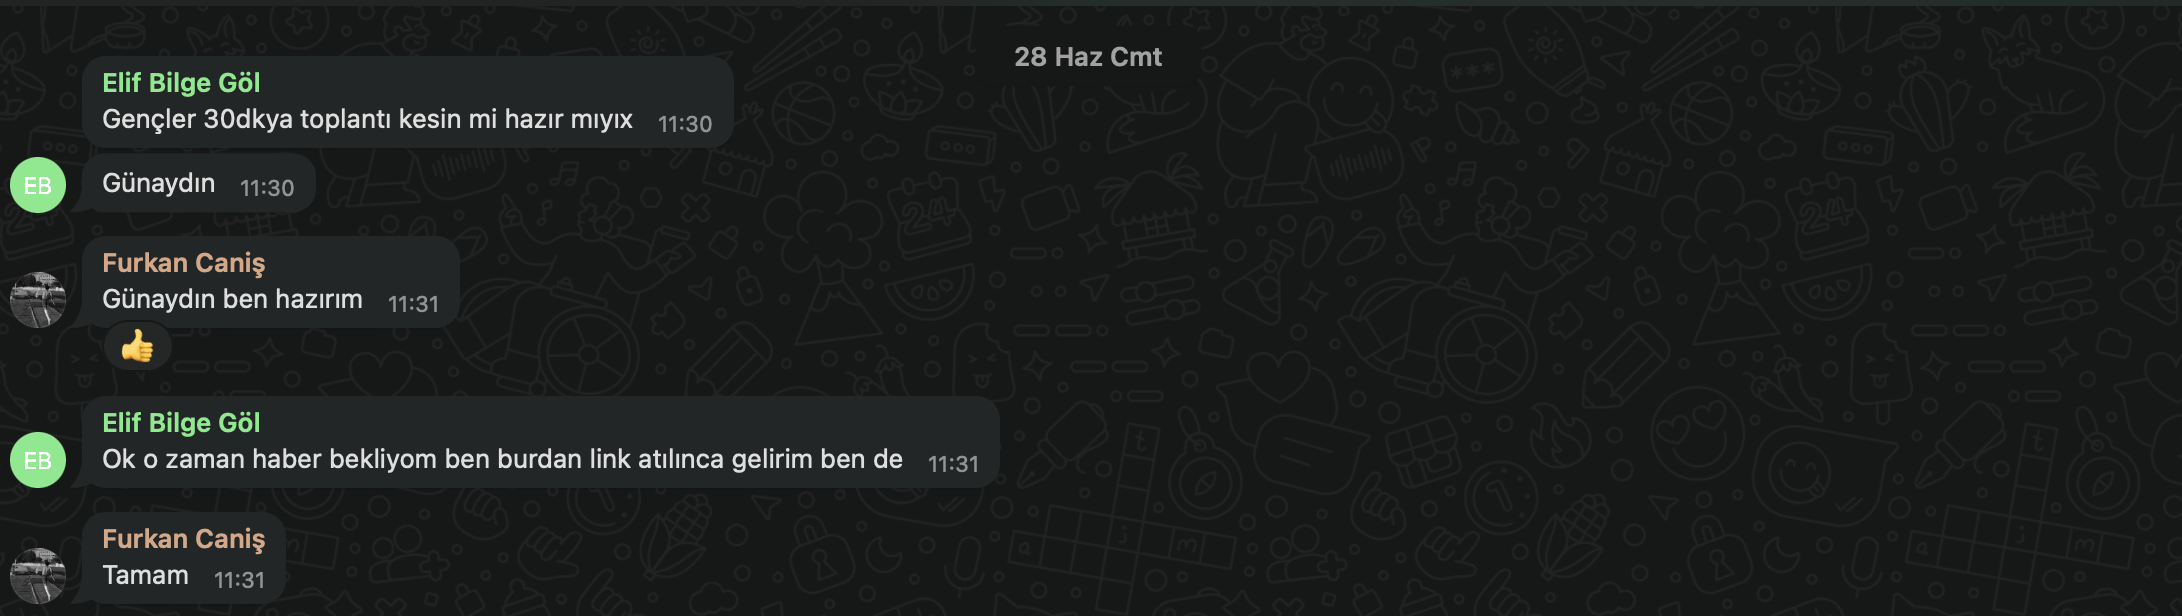 28 Haz Cmt
Elif Bilge Göl
Gençler 30dkya toplantı kesin mi hazır mıyıx 11:30
EB
Günaydın 11:30
Furkan Caniş
Günaydın ben hazırım 11:31
👍
Elif Bilge Göl
EB
Ok o zaman haber bekliyom ben burdan link atılınca gelirim ben de 11:31
Furkan Caniş
Tamam 11:31